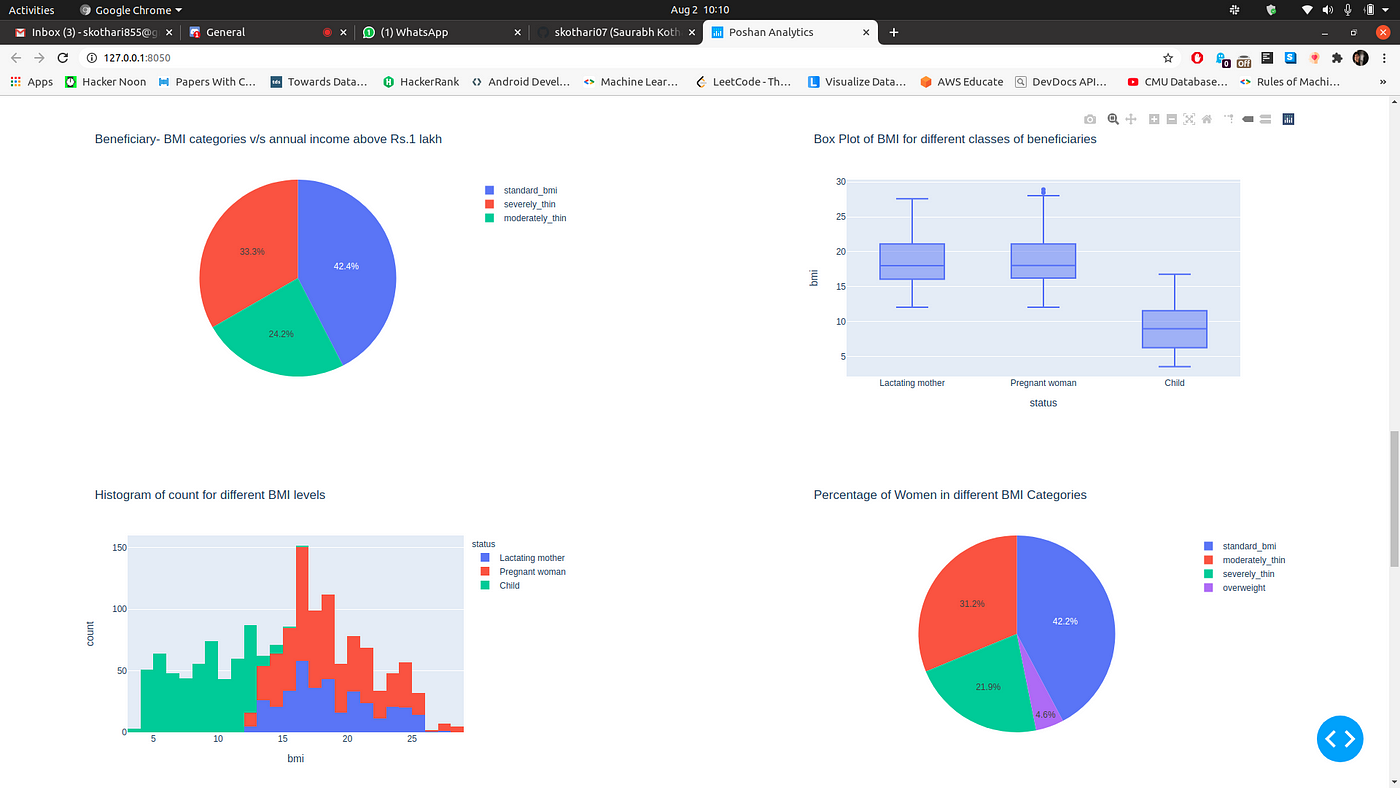 Activities Google Chrome Aug 2 10:10
Inbox (3) - skothari855@g General (1) WhatsApp skothari07 (Saurabh Koth Poshan Analytics
127.0.0.1:8050 0 Off
Apps Hacker Noon Papers With C... Towards Data... HackerRank Android Devel... Machine Lear... LeetCode - Th... Visualize Data... AWS Educate DevDocs API... CMU Database... Rules of Machi... »
Beneficiary- BMI categories v/s annual income above Rs.1 lakh
standard_bmi
severely_thin
moderately_thin
33.3%
42.4%
24.2%
Box Plot of BMI for different classes of beneficiaries
30
25
20
15
10
5
bmi
Lactating mother Pregnant woman Child
status
Histogram of count for different BMI levels
status
Lactating mother
Pregnant woman
Child
150
100
50
0
count
5 10 15 20 25
bmi
Percentage of Women in different BMI Categories
standard_bmi
moderately_thin
severely_thin
overweight
31.2%
42.2%
21.9%
4.6%